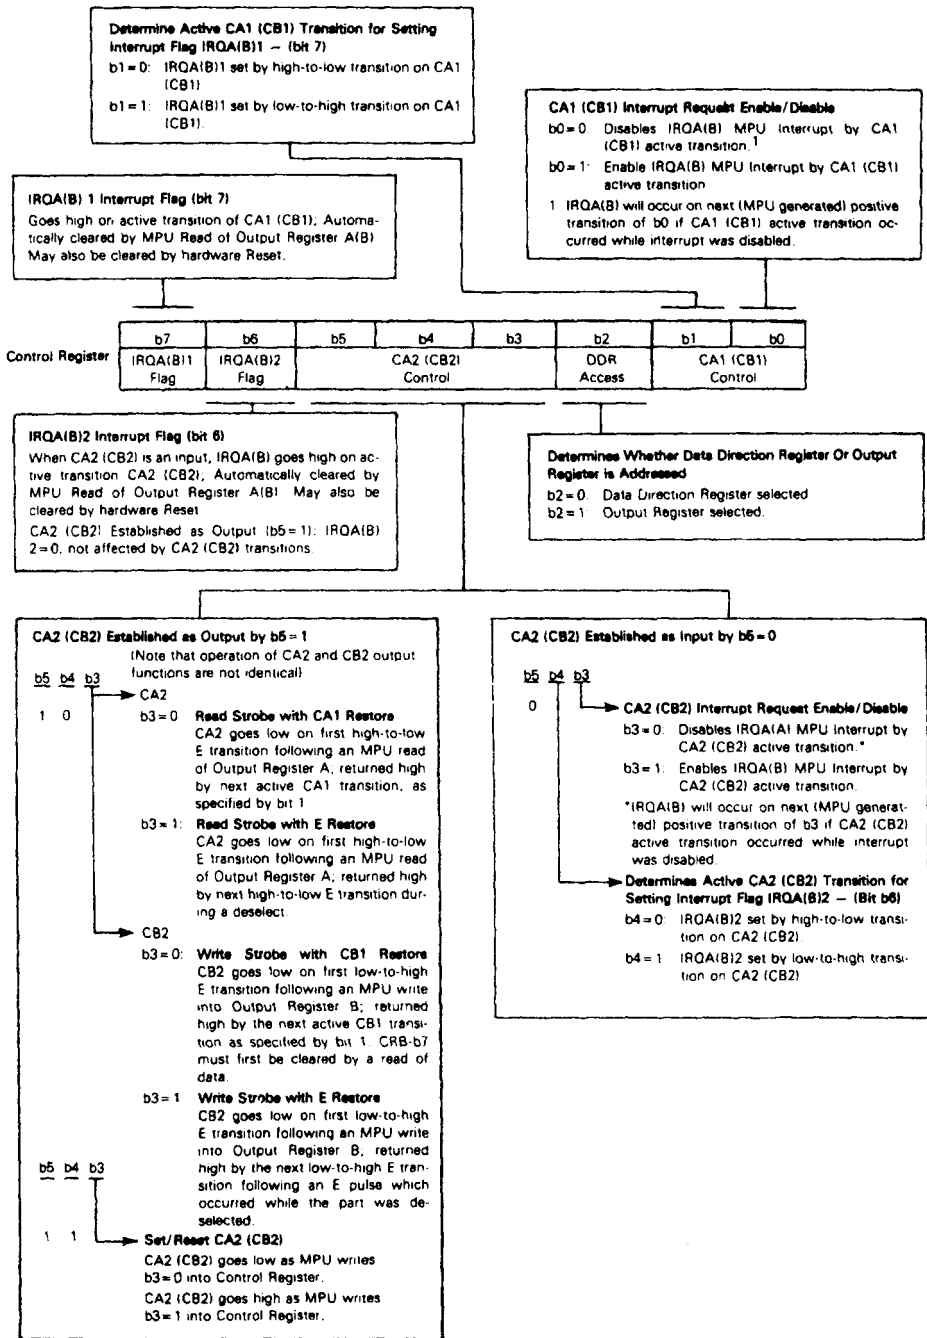 Determine Active CA1 (CB1) Transition for Setting
Interrupt Flag IRQA(B)1 – (bit 7)
b1 = 0: IRQA(B)1 set by high-to-low transition on CA1
(CB1)
b1 = 1: IRQA(B)1 set by low-to-high transition on CA1
(CB1).
CA1 (CB1) Interrupt Request Enable/Disable
b0 = 0: Disables IRQA(B) MPU Interrupt by CA1
(CB1) active transition.1
b0 = 1: Enable IRQA(B) MPU Interrupt by CA1 (CB1)
active transition
1 IRQA(B) will occur on next (MPU generated) positive
transition of b0 if CA1 (CB1) active transition oc-
curred while interrupt was disabled.
IRQA(B) 1 Interrupt Flag (bit 7)
Goes high on active transition of CA1 (CB1); Automa-
tically cleared by MPU Read of Output Register A(B)
May also be cleared by hardware Reset.
b7 b6 b5 b4 b3 b2 b1 b0
Control Register
IRQA(B)1 IRQA(B)2 CA2 (CB2) DDR CA1 (CB1)
Flag Flag Control Access Control
IRQA(B)2 Interrupt Flag (bit 6)
When CA2 (CB2) is an input, IRQA(B) goes high on ac-
tive transition CA2 (CB2); Automatically cleared by
MPU Read of Output Register A(B) May also be
cleared by hardware Reset
CA2 (CB2) Established as Output (b5 = 1): IRQA(B)
2 = 0, not affected by CA2 (CB2) transitions.
Determines Whether Data Direction Register Or Output
Register is Addressed
b2 = 0: Data Direction Register selected
b2 = 1: Output Register selected.
CA2 (CB2) Established as Output by b5 = 1
(Note that operation of CA2 and CB2 output
functions are not identical)
b5 b4 b3
CA2
1 0
b3 = 0 Read Strobe with CA1 Restore
CA2 goes low on first high-to-low
E transition following an MPU read
of Output Register A, returned high
by next active CA1 transition, as
specified by bit 1
b3 = 1: Read Strobe with E Restore
CA2 goes low on first high-to-low
E transition following an MPU read
of Output Register A; returned high
by next high-to-low E transition dur-
ing a deselect
CB2
b3 = 0: Write Strobe with CB1 Restore
CB2 goes low on first low-to-high
E transition following an MPU write
into Output Register B; returned
high by the next active CB1 transi-
tion as specified by bit 1. CRB-b7
must first be cleared by a read of
data.
b3 = 1 Write Strobe with E Restore
CB2 goes low on first low-to-high
E transition following an MPU write
into Output Register B, returned
high by the next low-to-high E tran-
sition following an E pulse which
occurred while the part was de-
selected.
b5 b4 b3
1 1
Set/Reset CA2 (CB2)
CA2 (CB2) goes low as MPU writes
b3 = 0 into Control Register.
CA2 (CB2) goes high as MPU writes
b3 = 1 into Control Register.
CA2 (CB2) Established as Input by b5 = 0
b5 b4 b3
0
CA2 (CB2) Interrupt Request Enable/Disable
b3 = 0: Disables IRQA(A) MPU Interrupt by
CA2 (CB2) active transition.*
b3 = 1: Enables IRQA(B) MPU Interrupt by
CA2 (CB2) active transition.
*IRQA(B) will occur on next (MPU generat-
ted) positive transition of b3 if CA2 (CB2)
active transition occurred while interrupt
was disabled.
Determines Active CA2 (CB2) Transition for
Setting Interrupt Flag IRQA(B)2 – (Bit b6)
b4 = 0: IRQA(B)2 set by high-to-low transi-
tion on CA2 (CB2).
b4 = 1 IRQA(B)2 set by low-to-high transi-
tion on CA2 (CB2)